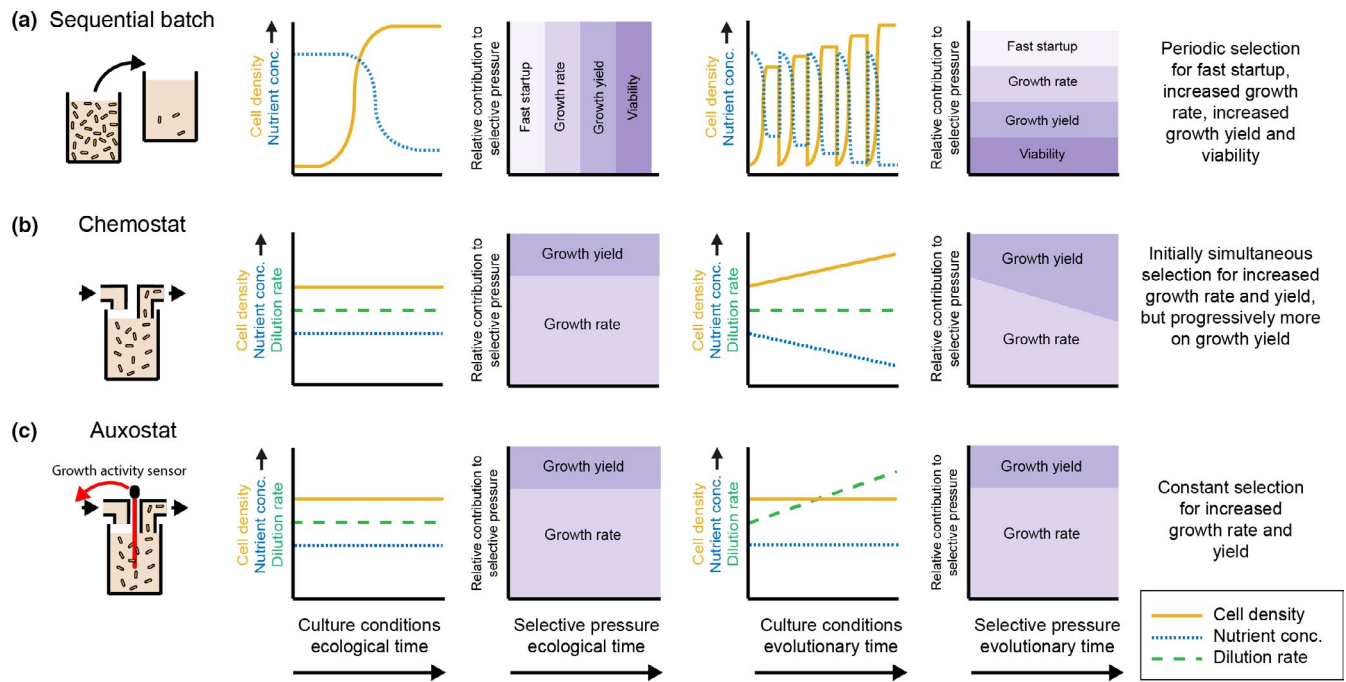 (a) Sequential batch
Cell density
Nutrient conc.
Relative contribution to
selective pressure
Fast startup
Growth rate
Growth yield
Viability
Cell density
Nutrient conc.
Relative contribution to
selective pressure
Fast startup
Growth rate
Growth yield
Viability
Periodic selection
for fast startup,
increased growth
rate, increased
growth yield and
viability
(b) Chemostat
Cell density
Nutrient conc.
Dilution rate
Relative contribution to
selective pressure
Growth yield
Growth rate
Cell density
Nutrient conc.
Dilution rate
Relative contribution to
selective pressure
Growth yield
Growth rate
Initially simultaneous
selection for increased
growth rate and yield,
but progressively more
on growth yield
(c) Auxostat
Growth activity sensor
Cell density
Nutrient conc.
Dilution rate
Relative contribution to
selective pressure
Growth yield
Growth rate
Cell density
Nutrient conc.
Dilution rate
Relative contribution to
selective pressure
Growth yield
Growth rate
Constant selection
for increased
growth rate and
yield
Culture conditions
ecological time
Selective pressure
ecological time
Culture conditions
evolutionary time
Selective pressure
evolutionary time
Cell density
Nutrient conc.
Dilution rate